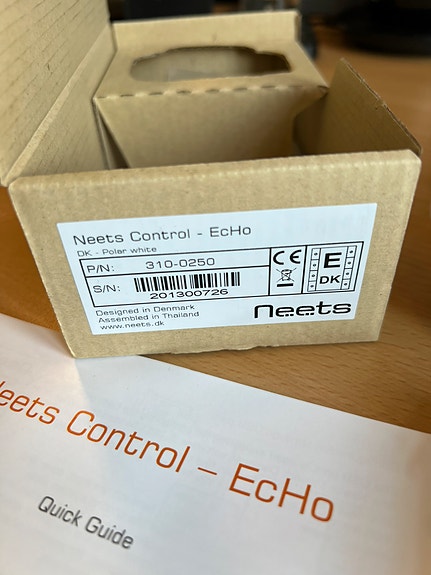 Neets Control - EcHo
DK - Polar white
P/N: 310-0250
S/N:
201300726
CE
E
DK
Designed in Denmark
Assembled in Thailand
www.neets.dk
Neets
Neets Control – EcHo
Quick Guide